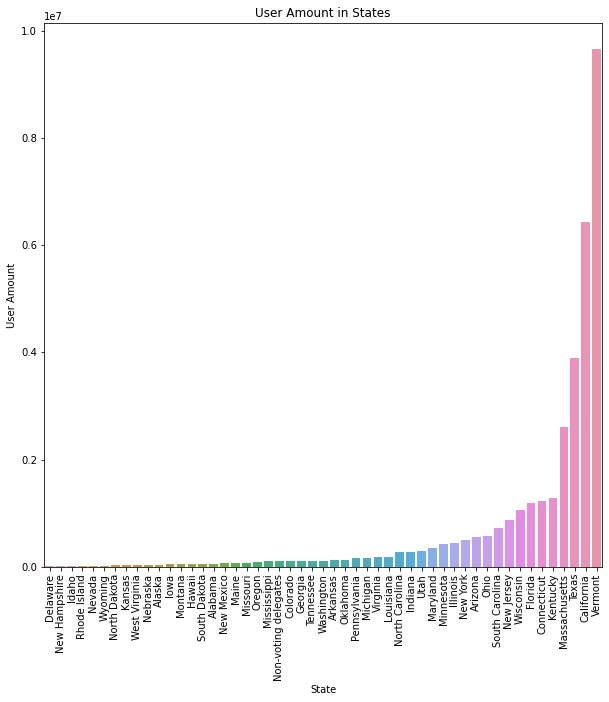 User Amount in States
1e7
1.0
0.8
0.6
0.4
0.2
0.0
User Amount
Delaware
New Hampshire
Idaho
Rhode Island
Nevada
Wyoming
North Dakota
Kansas
West Virginia
Nebraska
Alaska
Iowa
Montana
Hawaii
South Dakota
Alabama
New Mexico
Maine
Missouri
Oregon
Mississippi
Non-voting delegates
Colorado
Georgia
Tennessee
Washington
Arkansas
Oklahoma
Pennsylvania
Michigan
Virginia
Louisiana
North Carolina
Indiana
Utah
Maryland
Minnesota
Illinois
New York
Arizona
Ohio
South Carolina
New Jersey
Wisconsin
Florida
Connecticut
Kentucky
Massachusetts
Texas
California
Vermont
State